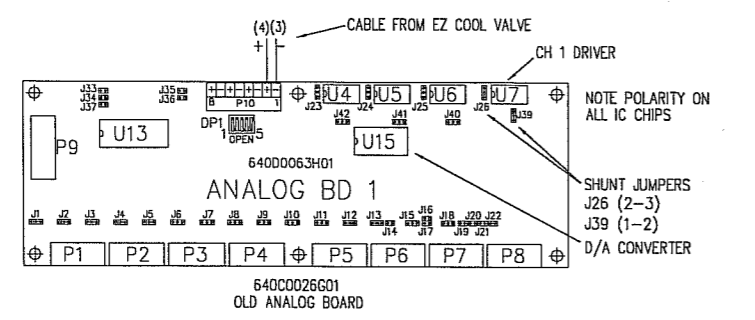 (4)(3)
+ −
CABLE FROM EZ COOL VALVE
CH 1 DRIVER
NOTE POLARITY ON
ALL IC CHIPS
J33
J34
J37
J35
J36
+ − + − + − + −
8 P10 1
J23 U4 J24 U5 J25 U6 J26 U7
J42 J41 J40 J39
P9
U13
DP1
1 OPEN 5
U15
640D0063H01
ANALOG BD 1
SHUNT JUMPERS
J26 (2-3)
J39 (1-2)
D/A CONVERTER
J1 J2 J3 J4 J5 J6 J7 J8 J9 J10 J11 J12 J13 J15 J16 J18 J20 J22
J14 J17 J19 J21
P1 P2 P3 P4 P5 P6 P7 P8
640C0026G01
OLD ANALOG BOARD